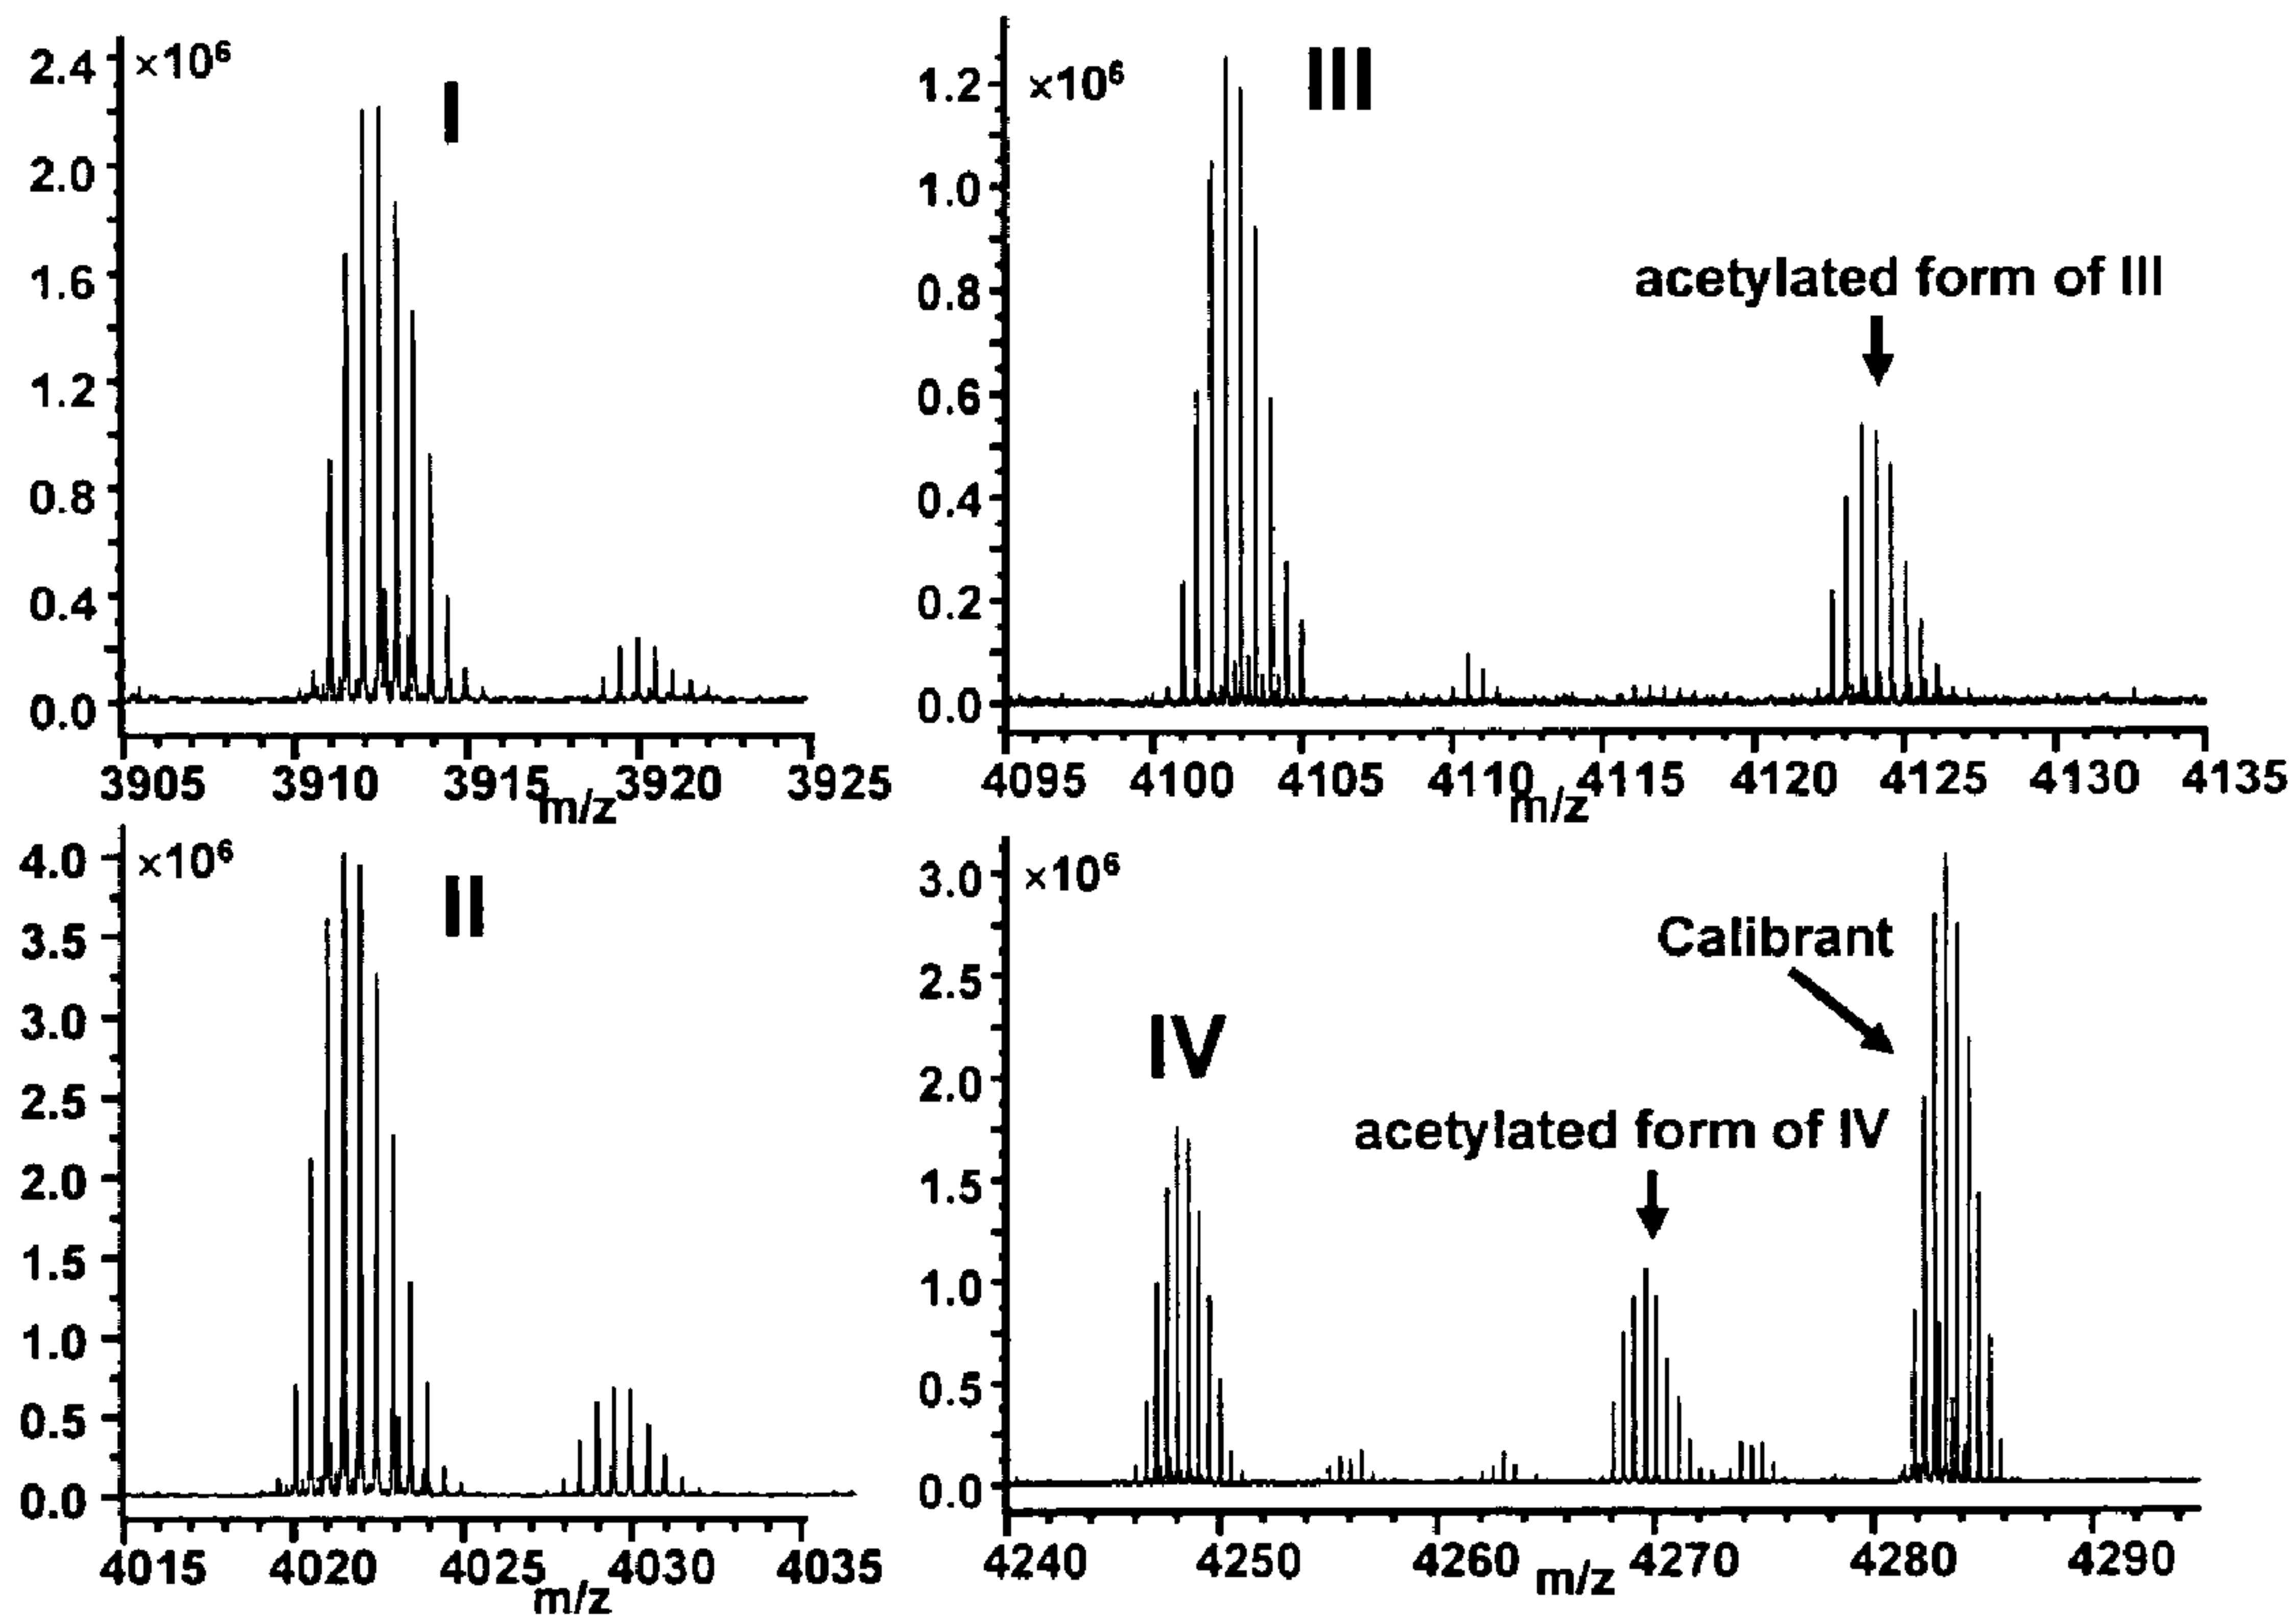 ×10⁶
I
2.4
2.0
1.6
1.2
0.8
0.4
0.0
3905 3910 3915 3920 3925
m/z
×10⁶
III
acetylated form of III
1.2
1.0
0.8
0.6
0.4
0.2
0.0
4095 4100 4105 4110 4115 4120 4125 4130 4135
m/z
×10⁶
II
4.0
3.5
3.0
2.5
2.0
1.5
1.0
0.5
0.0
4015 4020 4025 4030 4035
m/z
×10⁶
Calibrant
IV
acetylated form of IV
3.0
2.5
2.0
1.5
1.0
0.5
0.0
4240 4250 4260 4270 4280 4290
m/z